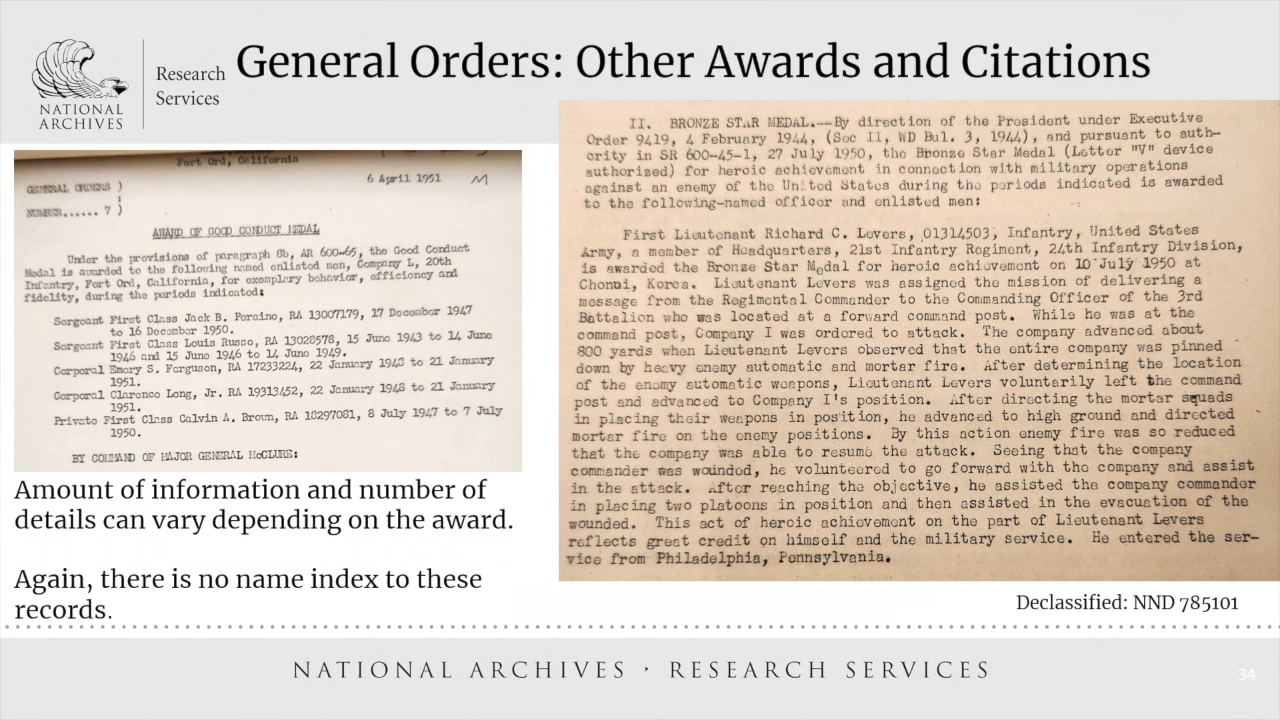 NATIONAL
ARCHIVES
Research
Services
General Orders: Other Awards and Citations
Fort Ord, California
6 April 1951
GENERAL ORDERS )
:
NUMBER...... 7 )
AWARD OF GOOD CONDUCT MEDAL
Under the provisions of paragraph 8b, AR 600-65, the Good Conduct
Medal is awarded to the following named enlisted men, Company L, 20th
Infantry, Fort Ord, California, for exemplary behavior, efficiency and
fidelity, during the periods indicated:
Sergeant First Class Jack B. Peraino, RA 13007179, 17 December 1947
to 16 December 1950.
Sergeant First Class Louis Russo, RA 13028578, 15 June 1943 to 14 June
1946 and 15 June 1946 to 14 June 1949.
Corporal Emory S. Ferguson, RA 17233224, 22 January 1948 to 21 January
1951.
Corporal Clarence Long, Jr. RA 19313452, 22 January 1948 to 21 January
1951.
Private First Class Calvin A. Brown, RA 18297081, 8 July 1947 to 7 July
1950.
BY COMMAND OF MAJOR GENERAL McCLURE:
Amount of information and number of
details can vary depending on the award.
Again, there is no name index to these
records.
II. BRONZE STAR MEDAL.--By direction of the President under Executive
Order 9419, 4 February 1944, (Sec II, WD Bul. 3, 1944), and pursuant to auth-
ority in SR 600-45-1, 27 July 1950, the Bronze Star Medal (Letter "V" device
authorized) for heroic achievement in connection with military operations
against an enemy of the United States during the periods indicated is awarded
to the following-named officer and enlisted men:
First Lieutenant Richard C. Levers, 01314503, Infantry, United States
Army, a member of Headquarters, 21st Infantry Regiment, 24th Infantry Division,
is awarded the Bronze Star Medal for heroic achievement on 10 July 1950 at
Chonui, Korea. Lieutenant Levers was assigned the mission of delivering a
message from the Regimental Commander to the Commanding Officer of the 3rd
Battalion who was located at a forward command post. While he was at the
command post, Company I was ordered to attack. The company advanced about
800 yards when Lieutenant Levers observed that the entire company was pinned
down by heavy enemy automatic and mortar fire. After determining the location
of the enemy automatic weapons, Lieutenant Levers voluntarily left the command
post and advanced to Company I's position. After directing the mortar squads
in placing their weapons in position, he advanced to high ground and directed
mortar fire on the enemy positions. By this action enemy fire was so reduced
that the company was able to resume the attack. Seeing that the company
commander was wounded, he volunteered to go forward with the company and assist
in the attack. After reaching the objective, he assisted the company commander
in placing two platoons in position and then assisted in the evacuation of the
wounded. This act of heroic achievement on the part of Lieutenant Levers
reflects great credit on himself and the military service. He entered the ser-
vice from Philadelphia, Pennsylvania.
Declassified: NND 785101
NATIONAL ARCHIVES · RESEARCH SERVICES
34